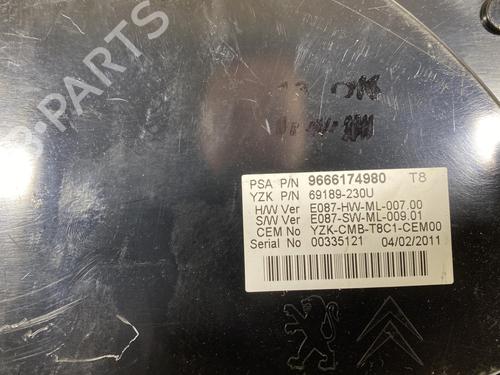 B-PARTS
PSA P/N 9666174980 T8
YZK P/N 69189-230U
H/W Ver E087-HW-ML-007.00
S/W Ver E087-SW-ML-009.01
CEM No YZK-CMB-T8C1-CEM00
Serial No 00335121 04/02/2011